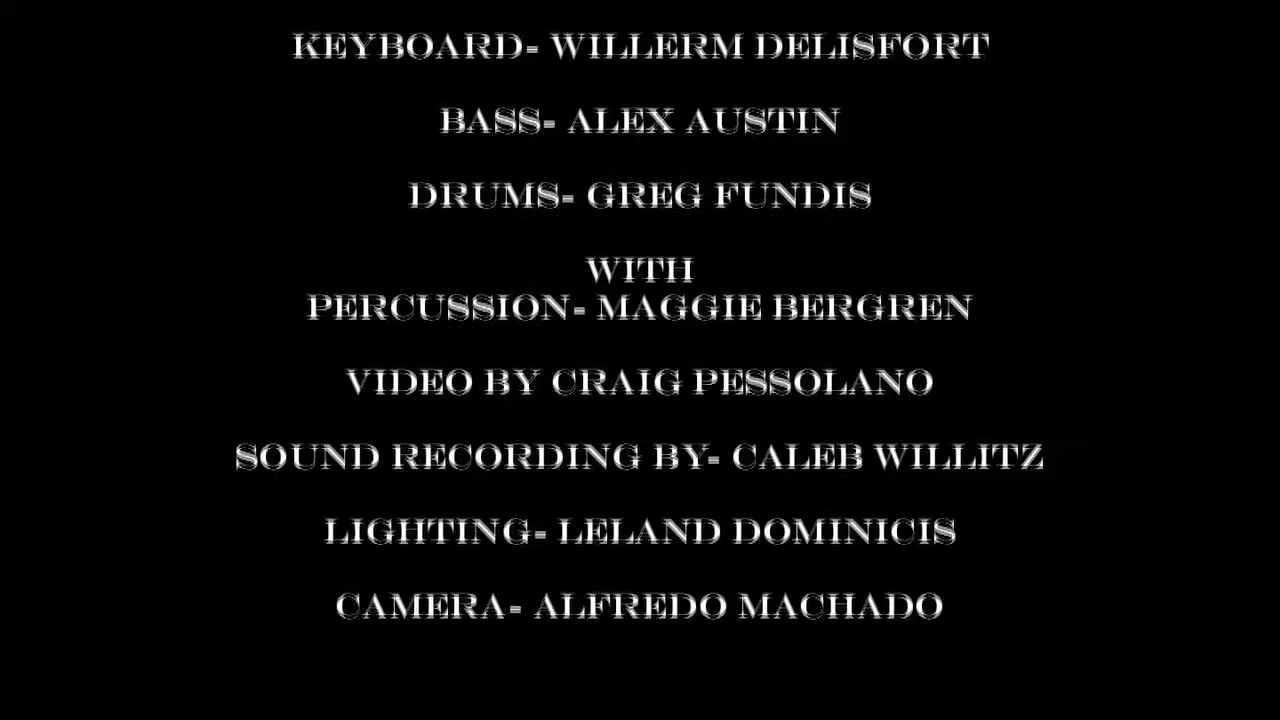 KEYBOARD- WILLERM DELISFORT
BASS- ALEX AUSTIN
DRUMS- GREG FUNDIS
WITH
PERCUSSION- MAGGIE BERGREN
VIDEO BY CRAIG PESSOLANO
SOUND RECORDING BY- CALEB WILLITZ
LIGHTING- LELAND DOMINICIS
CAMERA- ALFREDO MACHADO